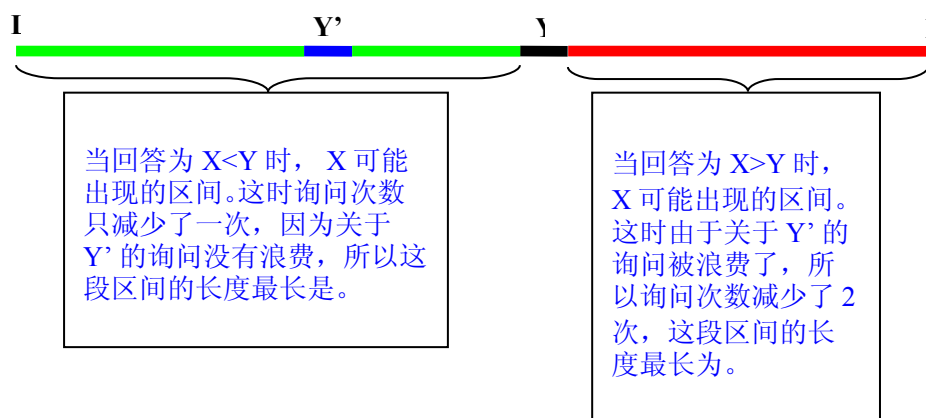 I Y’ Y
当回答为 X<Y 时， X 可能
出现的区间。这时询问次数
只减少了一次，因为关于
Y’ 的询问没有浪费，所以这
段区间的长度最长是。
当回答为 X>Y 时，
X 可能出现的区间。
这时由于关于 Y’ 的
询问被浪费了，所
以询问次数减少了 2
次，这段区间的长
度最长为。